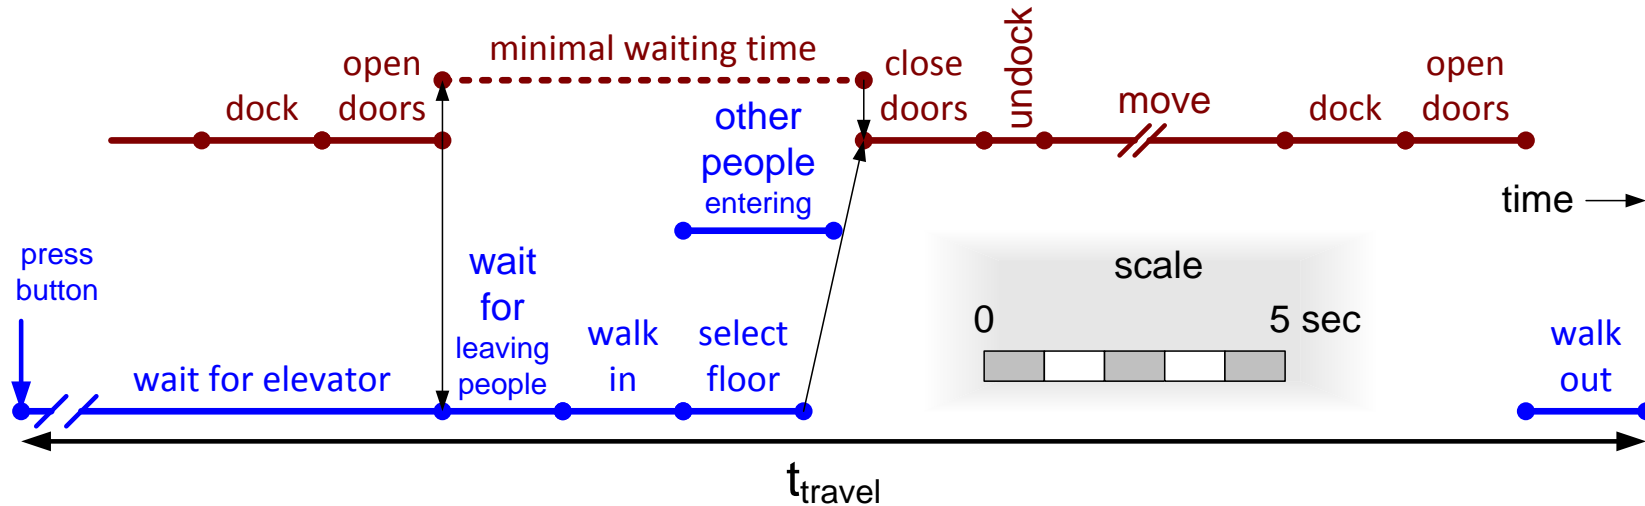 minimal waiting time
open
doors
dock
close
doors
undock
move
dock
open
doors
other
people
entering
time
press
button
wait for elevator
wait
for
leaving
people
walk
in
select
floor
scale
0 5 sec
walk
out
ttravel